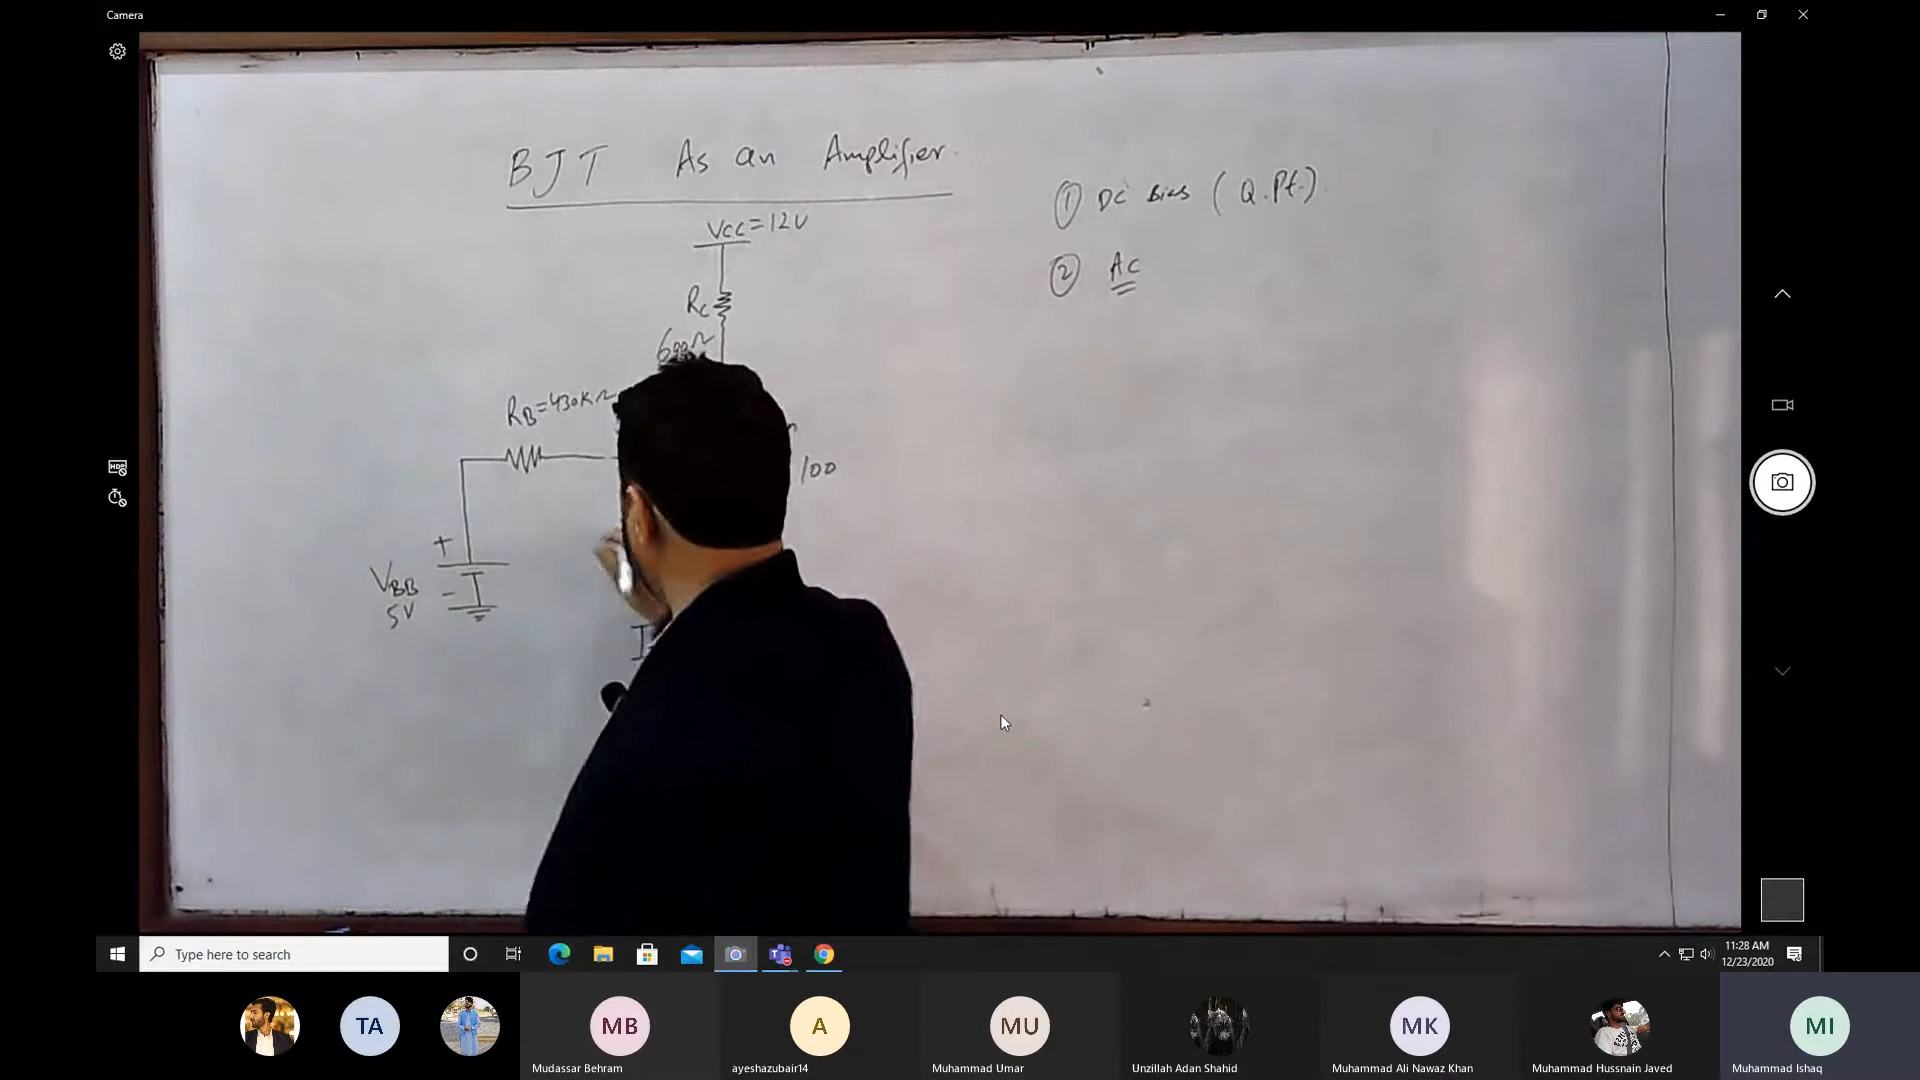 Camera
BJT As an Amplifier.
VCC = 12V
① DC Bias (Q.Pt.)
② AC
RC
RB = 430KΩ
100
+
VBB
-
5V
Type here to search
11:28 AM
12/23/2020
TA
MB
A
MU
MK
MI
Mudassar Behram
ayeshazubair14
Muhammad Umar
Unzillah Adan Shahid
Muhammad Ali Nawaz Khan
Muhammad Hussnain Javed
Muhammad Ishaq